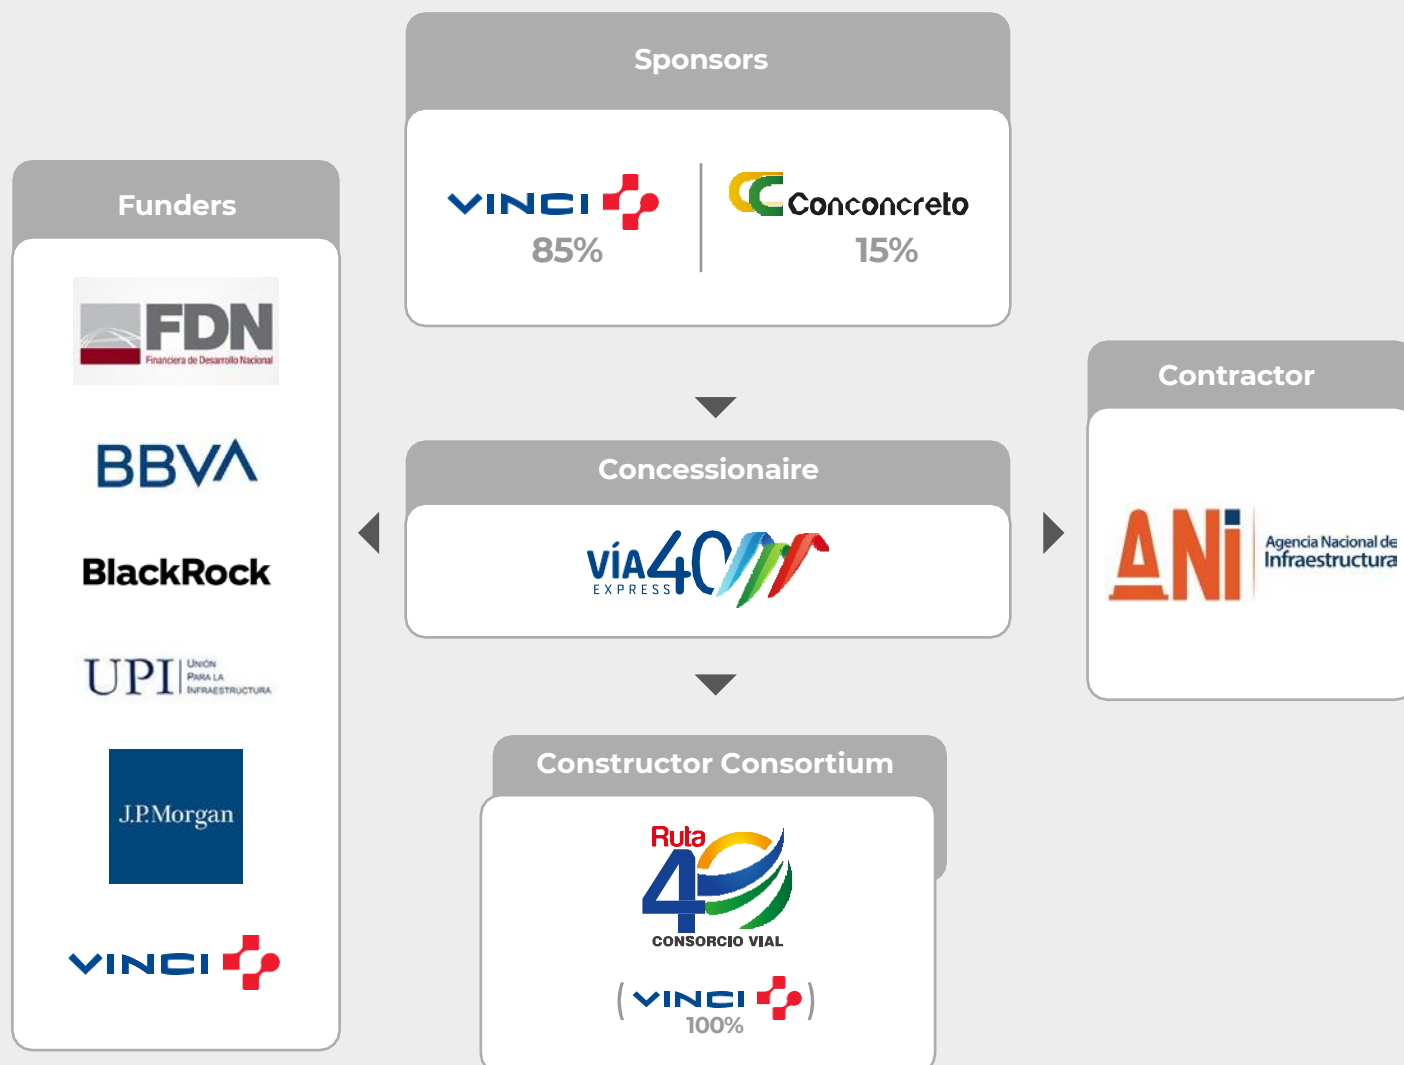 Sponsors
VINCI
85%
Conconcreto
15%
Funders
FDN
Financiera de Desarrollo Nacional
BBVA
BlackRock
UPI
UNIÓN
PARA LA
INFRAESTRUCTURA
J.P.Morgan
VINCI
Concessionaire
VÍA40
EXPRESS
Contractor
ANi
Agencia Nacional de
Infraestructura
Constructor Consortium
Ruta
40
CONSORCIO VIAL
(VINCI)
100%